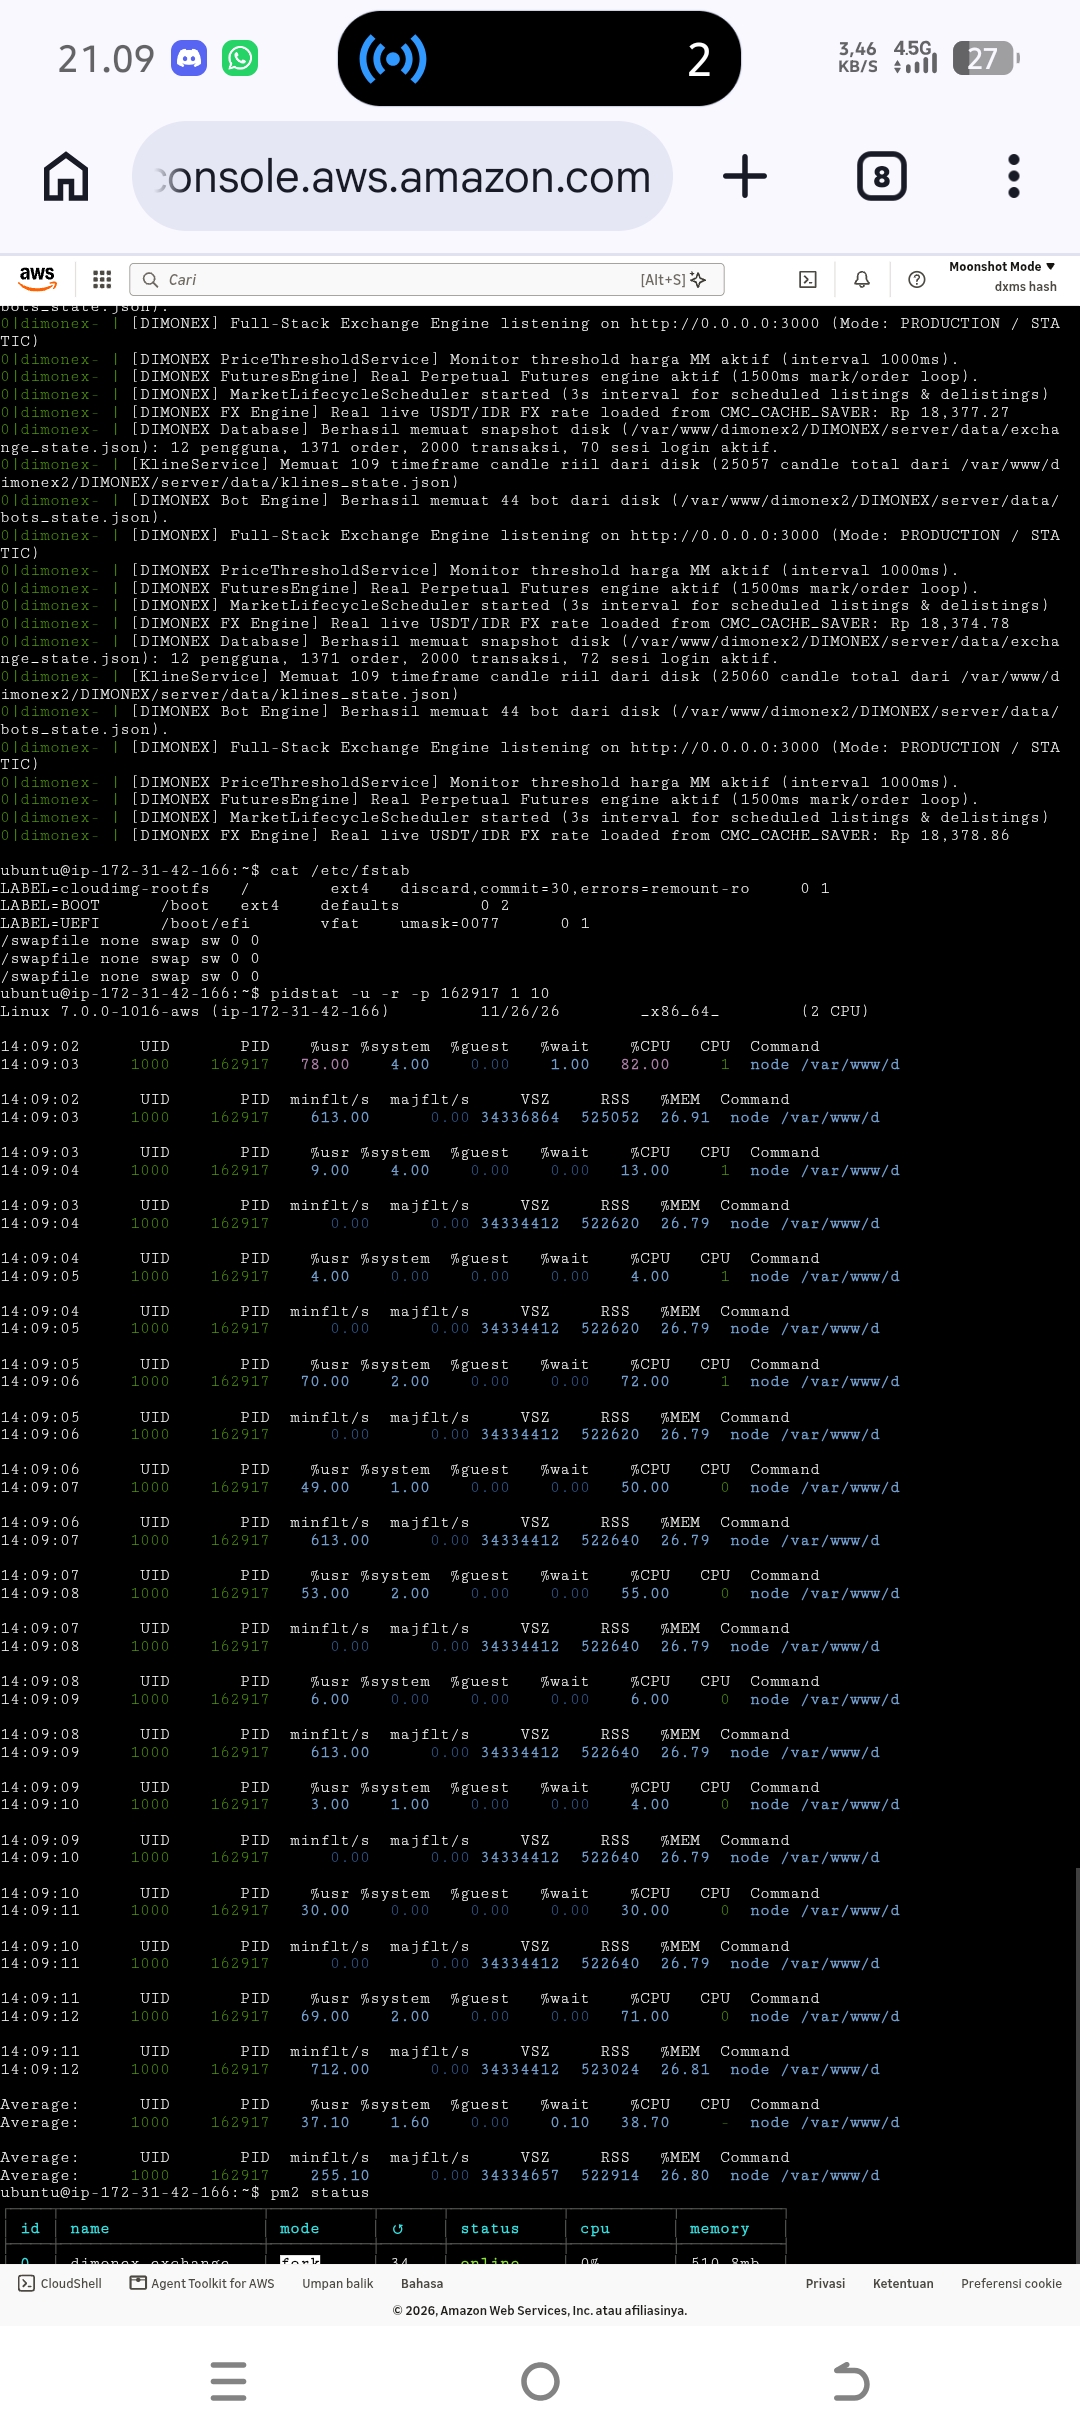 21.09
2
3,46
KB/S
4.5G
27
console.aws.amazon.com
8
aws
Cari
[Alt+S]
Moonshot Mode
dxms hash
bots_state.json).
0|dimonex- | [DIMONEX] Full-Stack Exchange Engine listening on http://0.0.0.0:3000 (Mode: PRODUCTION / STA
TIC)
0|dimonex- | [DIMONEX PriceThresholdService] Monitor threshold harga MM aktif (interval 1000ms).
0|dimonex- | [DIMONEX FuturesEngine] Real Perpetual Futures engine aktif (1500ms mark/order loop).
0|dimonex- | [DIMONEX] MarketLifecycleScheduler started (3s interval for scheduled listings & delistings)
0|dimonex- | [DIMONEX FX Engine] Real live USDT/IDR FX rate loaded from CMC_CACHE_SAVER: Rp 18,377.27
0|dimonex- | [DIMONEX Database] Berhasil memuat snapshot disk (/var/www/dimonex2/DIMONEX/server/data/excha
nge_state.json): 12 pengguna, 1371 order, 2000 transaksi, 70 sesi login aktif.
0|dimonex- | [KlineService] Memuat 109 timeframe candle riil dari disk (25057 candle total dari /var/www/d
imonex2/DIMONEX/server/data/klines_state.json)
0|dimonex- | [DIMONEX Bot Engine] Berhasil memuat 44 bot dari disk (/var/www/dimonex2/DIMONEX/server/data/
bots_state.json).
0|dimonex- | [DIMONEX] Full-Stack Exchange Engine listening on http://0.0.0.0:3000 (Mode: PRODUCTION / STA
TIC)
0|dimonex- | [DIMONEX PriceThresholdService] Monitor threshold harga MM aktif (interval 1000ms).
0|dimonex- | [DIMONEX FuturesEngine] Real Perpetual Futures engine aktif (1500ms mark/order loop).
0|dimonex- | [DIMONEX] MarketLifecycleScheduler started (3s interval for scheduled listings & delistings)
0|dimonex- | [DIMONEX FX Engine] Real live USDT/IDR FX rate loaded from CMC_CACHE_SAVER: Rp 18,374.78
0|dimonex- | [DIMONEX Database] Berhasil memuat snapshot disk (/var/www/dimonex2/DIMONEX/server/data/excha
nge_state.json): 12 pengguna, 1371 order, 2000 transaksi, 72 sesi login aktif.
0|dimonex- | [KlineService] Memuat 109 timeframe candle riil dari disk (25060 candle total dari /var/www/d
imonex2/DIMONEX/server/data/klines_state.json)
0|dimonex- | [DIMONEX Bot Engine] Berhasil memuat 44 bot dari disk (/var/www/dimonex2/DIMONEX/server/data/
bots_state.json).
0|dimonex- | [DIMONEX] Full-Stack Exchange Engine listening on http://0.0.0.0:3000 (Mode: PRODUCTION / STA
TIC)
0|dimonex- | [DIMONEX PriceThresholdService] Monitor threshold harga MM aktif (interval 1000ms).
0|dimonex- | [DIMONEX FuturesEngine] Real Perpetual Futures engine aktif (1500ms mark/order loop).
0|dimonex- | [DIMONEX] MarketLifecycleScheduler started (3s interval for scheduled listings & delistings)
0|dimonex- | [DIMONEX FX Engine] Real live USDT/IDR FX rate loaded from CMC_CACHE_SAVER: Rp 18,378.86
ubuntu@ip-172-31-42-166:~$ cat /etc/fstab
LABEL=cloudimg-rootfs / ext4 discard,commit=30,errors=remount-ro 0 1
LABEL=BOOT /boot ext4 defaults 0 2
LABEL=UEFI /boot/efi vfat umask=0077 0 1
/swapfile none swap sw 0 0
/swapfile none swap sw 0 0
/swapfile none swap sw 0 0
ubuntu@ip-172-31-42-166:~$ pidstat -u -r -p 162917 1 10
Linux 7.0.0-1016-aws (ip-172-31-42-166) 11/26/26 _x86_64_ (2 CPU)
14:09:02 UID PID %usr %system %guest %wait %CPU CPU Command
14:09:03 1000 162917 78.00 4.00 0.00 1.00 82.00 1 node /var/www/d
14:09:02 UID PID minflt/s majflt/s VSZ RSS %MEM Command
14:09:03 1000 162917 613.00 0.00 34336864 525052 26.91 node /var/www/d
14:09:03 UID PID %usr %system %guest %wait %CPU CPU Command
14:09:04 1000 162917 9.00 4.00 0.00 0.00 13.00 1 node /var/www/d
14:09:03 UID PID minflt/s majflt/s VSZ RSS %MEM Command
14:09:04 1000 162917 0.00 0.00 34334412 522620 26.79 node /var/www/d
14:09:04 UID PID %usr %system %guest %wait %CPU CPU Command
14:09:05 1000 162917 4.00 0.00 0.00 0.00 4.00 1 node /var/www/d
14:09:04 UID PID minflt/s majflt/s VSZ RSS %MEM Command
14:09:05 1000 162917 0.00 0.00 34334412 522620 26.79 node /var/www/d
14:09:05 UID PID %usr %system %guest %wait %CPU CPU Command
14:09:06 1000 162917 70.00 2.00 0.00 0.00 72.00 1 node /var/www/d
14:09:05 UID PID minflt/s majflt/s VSZ RSS %MEM Command
14:09:06 1000 162917 0.00 0.00 34334412 522620 26.79 node /var/www/d
14:09:06 UID PID %usr %system %guest %wait %CPU CPU Command
14:09:07 1000 162917 49.00 1.00 0.00 0.00 50.00 0 node /var/www/d
14:09:06 UID PID minflt/s majflt/s VSZ RSS %MEM Command
14:09:07 1000 162917 613.00 0.00 34334412 522640 26.79 node /var/www/d
14:09:07 UID PID %usr %system %guest %wait %CPU CPU Command
14:09:08 1000 162917 53.00 2.00 0.00 0.00 55.00 0 node /var/www/d
14:09:07 UID PID minflt/s majflt/s VSZ RSS %MEM Command
14:09:08 1000 162917 0.00 0.00 34334412 522640 26.79 node /var/www/d
14:09:08 UID PID %usr %system %guest %wait %CPU CPU Command
14:09:09 1000 162917 6.00 0.00 0.00 0.00 6.00 0 node /var/www/d
14:09:08 UID PID minflt/s majflt/s VSZ RSS %MEM Command
14:09:09 1000 162917 613.00 0.00 34334412 522640 26.79 node /var/www/d
14:09:09 UID PID %usr %system %guest %wait %CPU CPU Command
14:09:10 1000 162917 3.00 1.00 0.00 0.00 4.00 0 node /var/www/d
14:09:09 UID PID minflt/s majflt/s VSZ RSS %MEM Command
14:09:10 1000 162917 0.00 0.00 34334412 522640 26.79 node /var/www/d
14:09:10 UID PID %usr %system %guest %wait %CPU CPU Command
14:09:11 1000 162917 30.00 0.00 0.00 0.00 30.00 0 node /var/www/d
14:09:10 UID PID minflt/s majflt/s VSZ RSS %MEM Command
14:09:11 1000 162917 0.00 0.00 34334412 522640 26.79 node /var/www/d
14:09:11 UID PID %usr %system %guest %wait %CPU CPU Command
14:09:12 1000 162917 69.00 2.00 0.00 0.00 71.00 0 node /var/www/d
14:09:11 UID PID minflt/s majflt/s VSZ RSS %MEM Command
14:09:12 1000 162917 712.00 0.00 34334412 523024 26.81 node /var/www/d
Average: UID PID %usr %system %guest %wait %CPU CPU Command
Average: 1000 162917 37.10 1.60 0.00 0.10 38.70 - node /var/www/d
Average: UID PID minflt/s majflt/s VSZ RSS %MEM Command
Average: 1000 162917 255.10 0.00 34334657 522914 26.80 node /var/www/d
ubuntu@ip-172-31-42-166:~$ pm2 status
id name mode ↺ status cpu memory
0 dimonex-exchange fork 34 online 0% 510.8mb
CloudShell Agent Toolkit for AWS Umpan balik Bahasa Privasi Ketentuan Preferensi cookie
© 2026, Amazon Web Services, Inc. atau afiliasinya.